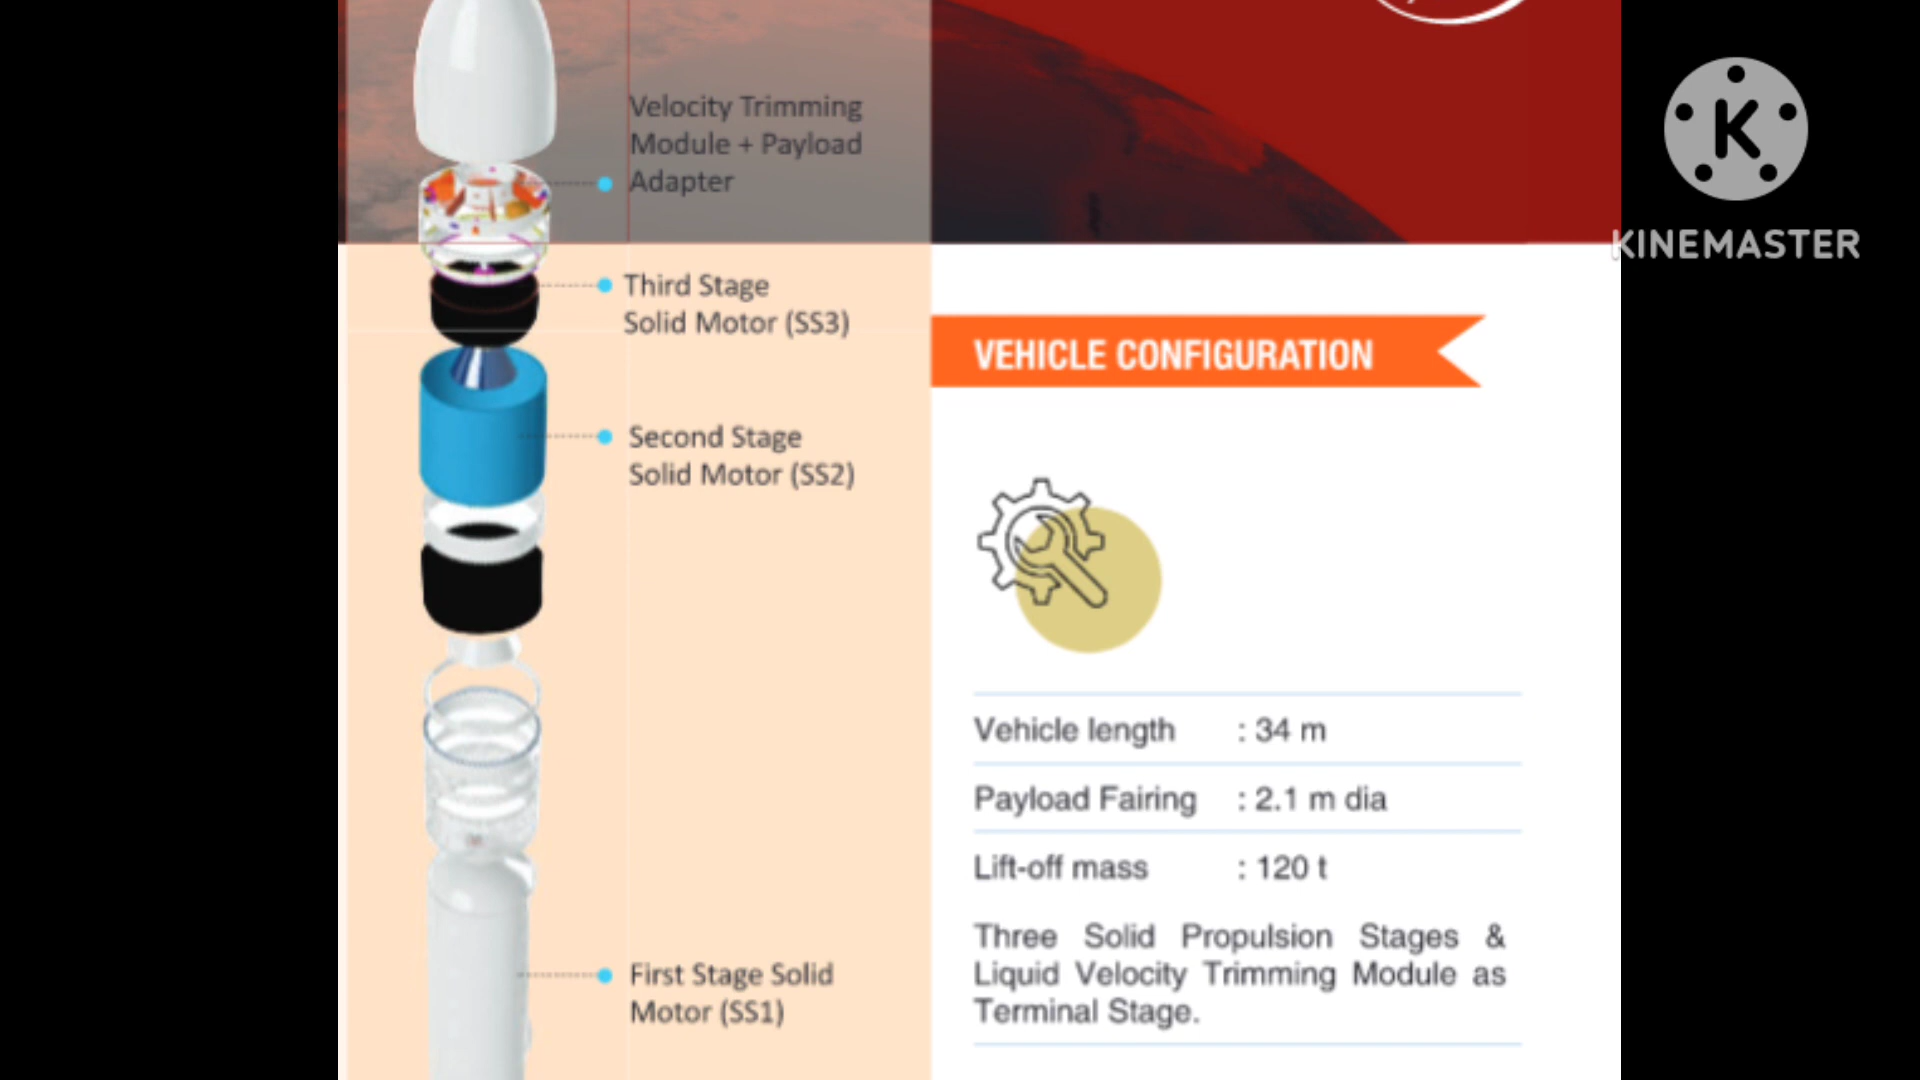 Velocity Trimming
Module + Payload
Adapter
Third Stage
Solid Motor (SS3)
Second Stage
Solid Motor (SS2)
First Stage Solid
Motor (SS1)
VEHICLE CONFIGURATION
Vehicle length : 34 m
Payload Fairing : 2.1 m dia
Lift-off mass : 120 t
Three Solid Propulsion Stages &
Liquid Velocity Trimming Module as
Terminal Stage.
K
KINEMASTER